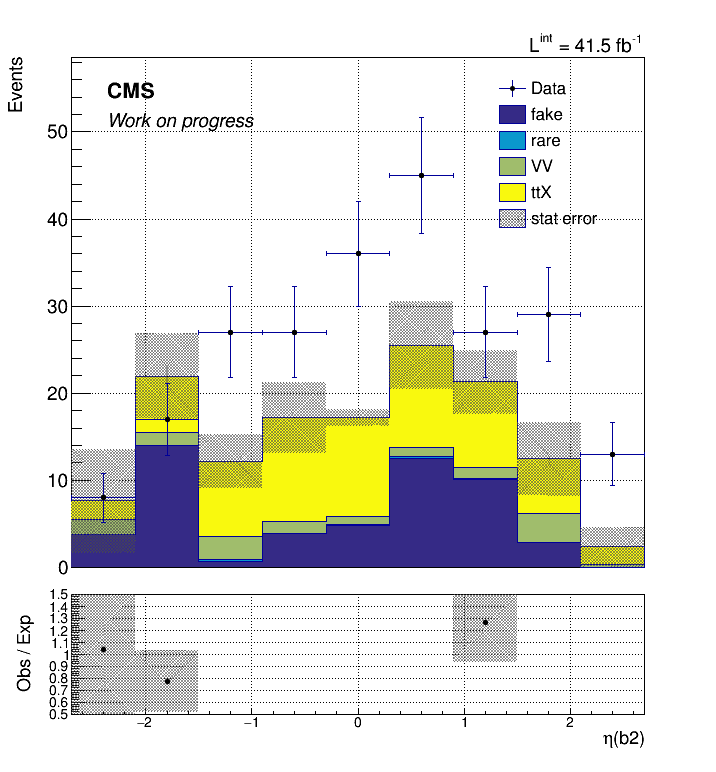 L^int = 41.5 fb^-1
Events
CMS
Work on progress
Data
fake
rare
VV
ttX
stat error
50
40
30
20
10
0
Obs / Exp
1.5
1.4
1.3
1.2
1.1
1
0.9
0.8
0.7
0.6
0.5
−2 −1 0 1 2
η(b2)